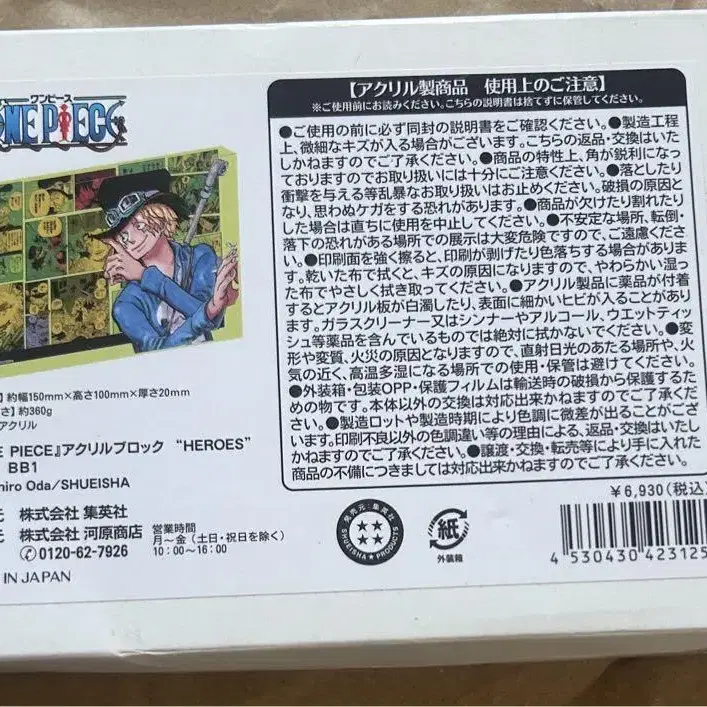 ワンピース
ONE PIECE
【アクリル製商品　使用上のご注意】
※ご使用前にお読みください。こちらの説明書は捨てずに保管してください。
●ご使用の前に必ず同封の説明書をご確認ください。●製造工程
上、微細なキズが入る場合がございます。こちらの返品・交換はいた
しかねますのでご了承ください。●商品の特性上、角が鋭利になっ
ておりますのでお取り扱いには十分にご注意ください。●落としたり
衝撃を与える等乱暴なお取り扱いはお止めください。破損の原因と
なり、思わぬケガをする恐れがあります。●商品が欠けたり割れたり
した場合は直ちに使用を中止してください。●不安定な場所、転倒・
落下の恐れがある場所での展示は大変危険ですので、ご遠慮くださ
い。●印刷面を強く擦ると、印刷が剥げたり色落ちする場合がありま
す。乾いた布で拭くと、キズの原因になりますので、やわらかい湿っ
た布でやさしく拭き取ってください。●アクリル製品に薬品が付着
するとアクリル板が白濁したり、表面に細かいヒビが入ることがあり
ます。ガラスクリーナー又はシンナーやアルコール、ウエットティッ
シュ等薬品を含んでいるものでは絶対に拭かないでください。●変
形や変質、火災の原因となりますので、直射日光のあたる場所や、火
気の近く、高温多湿になる場所での使用・保管は避けてください。
●外装箱・包装OPP・保護フィルムは輸送時の破損から保護するた
めの物です。本体以外の交換は対応出来かねますのでご了承くださ
い。●製造ロットや製造時期により色調に微差が出ることがござい
ます。印刷不良以外の色調違い等の理由による、返品・交換はいたし
かねますのでご了承ください。●譲渡・交換・転売等により手に入れた
商品の不備につきましては対応出来かねますのでご了承ください。
】約幅150mm×高さ100mm×厚さ20mm
さ】約360g
アクリル
E PIECE』アクリルブロック “HEROES”
BB1
hiro Oda/SHUEISHA
元 株式会社 集英社
元 株式会社 河原商店
0120-62-7926
営業時間
月～金（土・日・祝日を除く）
10：00～16：00
IN JAPAN
発売元：集英社
SHUEISHA PRODUCTS
紙
外装箱
￥6,930(税込)
4 530430 423125